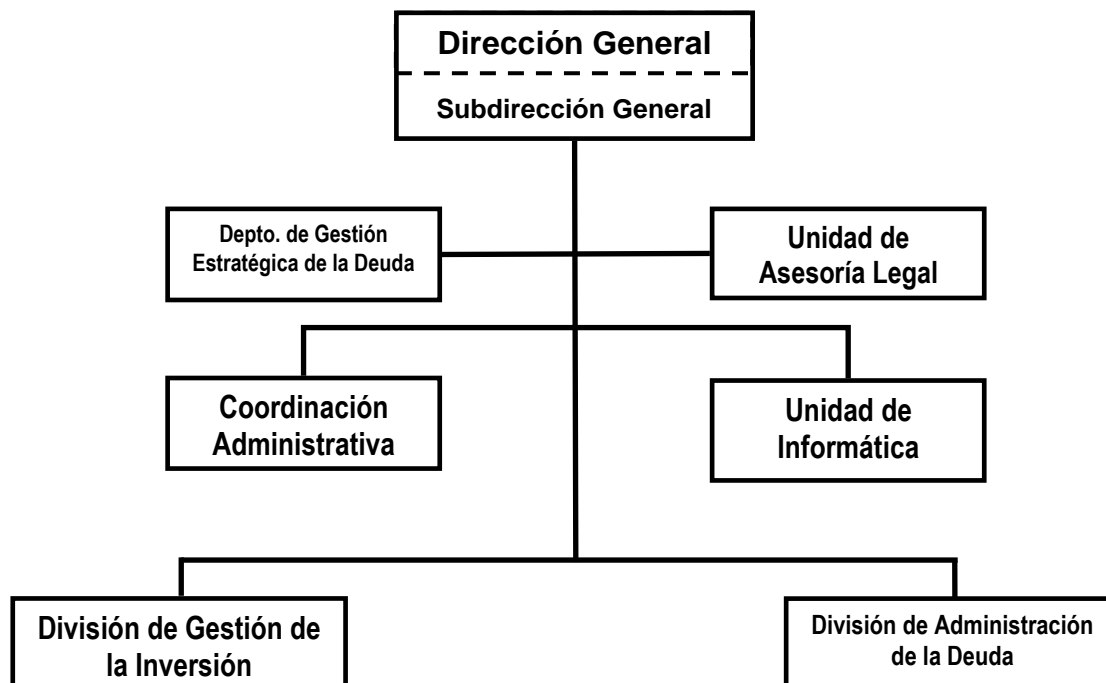 Dirección General
Subdirección General
Depto. de Gestión
Estratégica de la Deuda
Unidad de
Asesoría Legal
Coordinación
Administrativa
Unidad de
Informática
División de Gestión de
la Inversión
División de Administración
de la Deuda